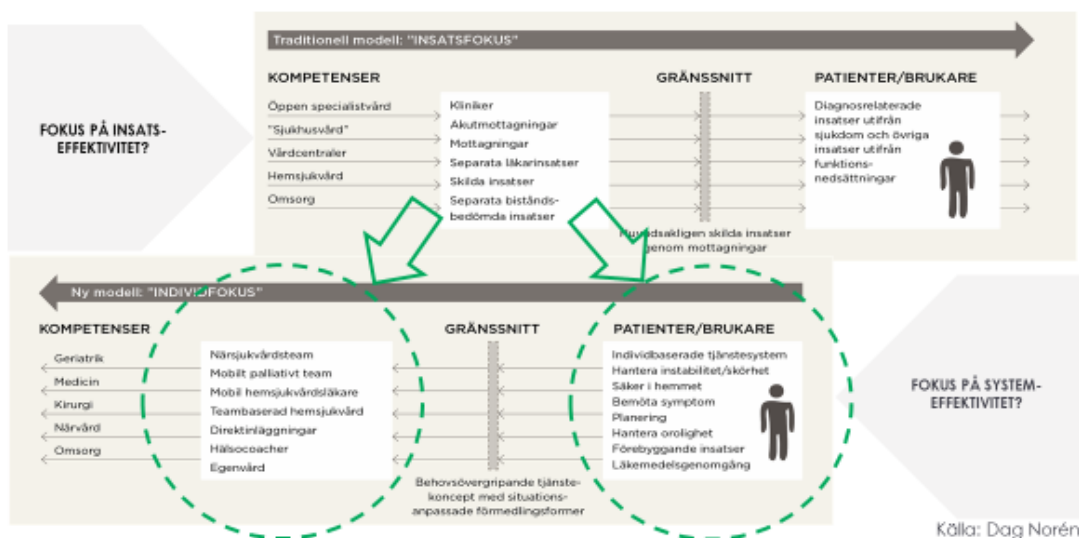 Traditionell modell: "INSATSFOKUS"
FOKUS PÅ INSATS-
EFFEKTIVITET?
KOMPETENSER
Öppen specialistvård
"Sjukhusvård"
Vårdcentraler
Hemsjukvård
Omsorg
Kliniker
Akutmottagningar
Mottagningar
Separata läkarinsatser
Skilda insatser
Separata bistånds-
bedömda insatser
GRÄNSSNITT
skilda insatser
genom mottagningar
PATIENTER/BRUKARE
Diagnosrelaterade
insatser utifrån
sjukdom och övriga
insatser utifrån
funktions-
nedsättningar
Ny modell: "INDIVIDFOKUS"
KOMPETENSER
Geriatrik
Medicin
Kirurgi
Närvård
Omsorg
Närsjukvårdsteam
Mobilt palliativt team
Mobil hemsjukvårdsläkare
Teambaserad hemsjukvård
Direktinläggningar
Hälsocoacher
Egenvård
GRÄNSSNITT
Behovsövergripande tjänste-
koncept med situations-
anpassade förmedlingsformer
PATIENTER/BRUKARE
Individbaserade tjänstesystem
Hantera instabilitet/skörhet
Säker i hemmet
Bemöta symptom
Planering
Hantera orolighet
Förebyggande insatser
Läkemedelsgenomgång
FOKUS PÅ SYSTEM-
EFFEKTIVITET?
Källa: Dag Norén